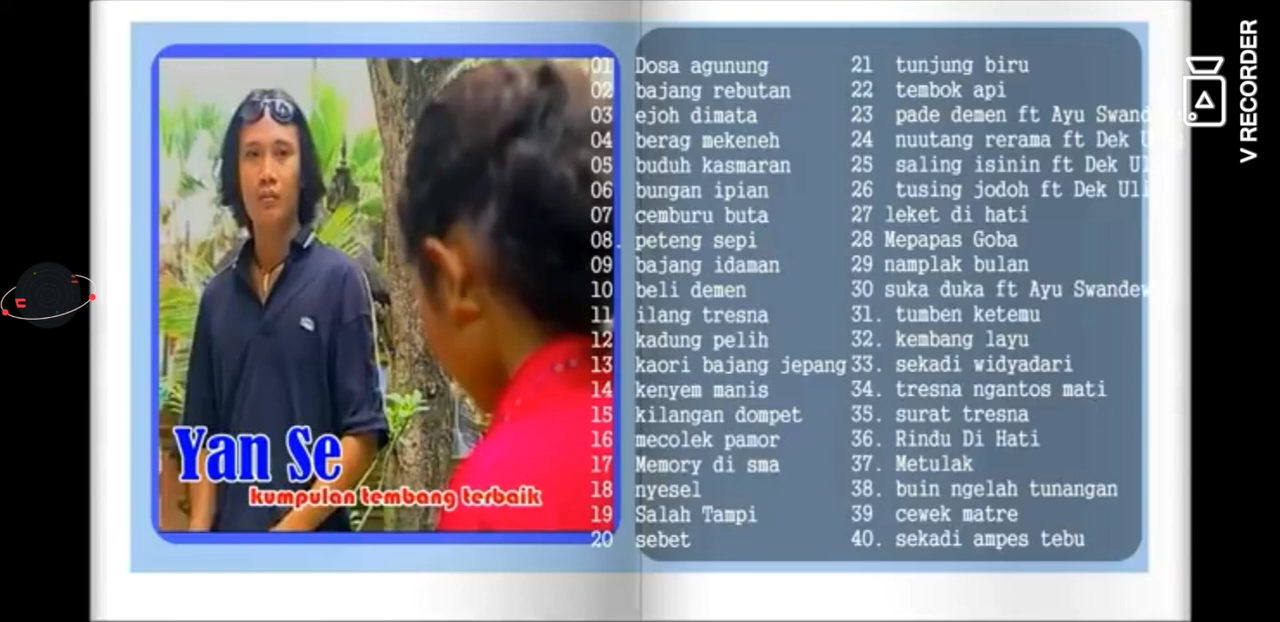 Yan Se
kumpulan tembang terbaik
01 Dosa agunung
02 bajang rebutan
03 ejoh dimata
04 berag mekeneh
05 buduh kasmaran
06 bungan ipian
07 cemburu buta
08. peteng sepi
09 bajang idaman
10 beli demen
11 ilang tresna
12 kadung pelih
13 kaori bajang jepang
14 kenyem manis
15 kilangan dompet
16 mecolek pamor
17 Memory di sma
18 nyesel
19 Salah Tampi
20 sebet
21 tunjung biru
22 tembok api
23 pade demen ft Ayu Swand
24 nuutang rerama ft Dek U
25 saling isinin ft Dek Ul
26 tusing jodoh ft Dek Uli
27 leket di hati
28 Mepapas Goba
29 namplak bulan
30 suka duka ft Ayu Swandew
31. tumben ketemu
32. kembang layu
33. sekadi widyadari
34. tresna ngantos mati
35. surat tresna
36. Rindu Di Hati
37. Metulak
38. buin ngelah tunangan
39 cewek matre
40. sekadi ampes tebu
V RECORDER